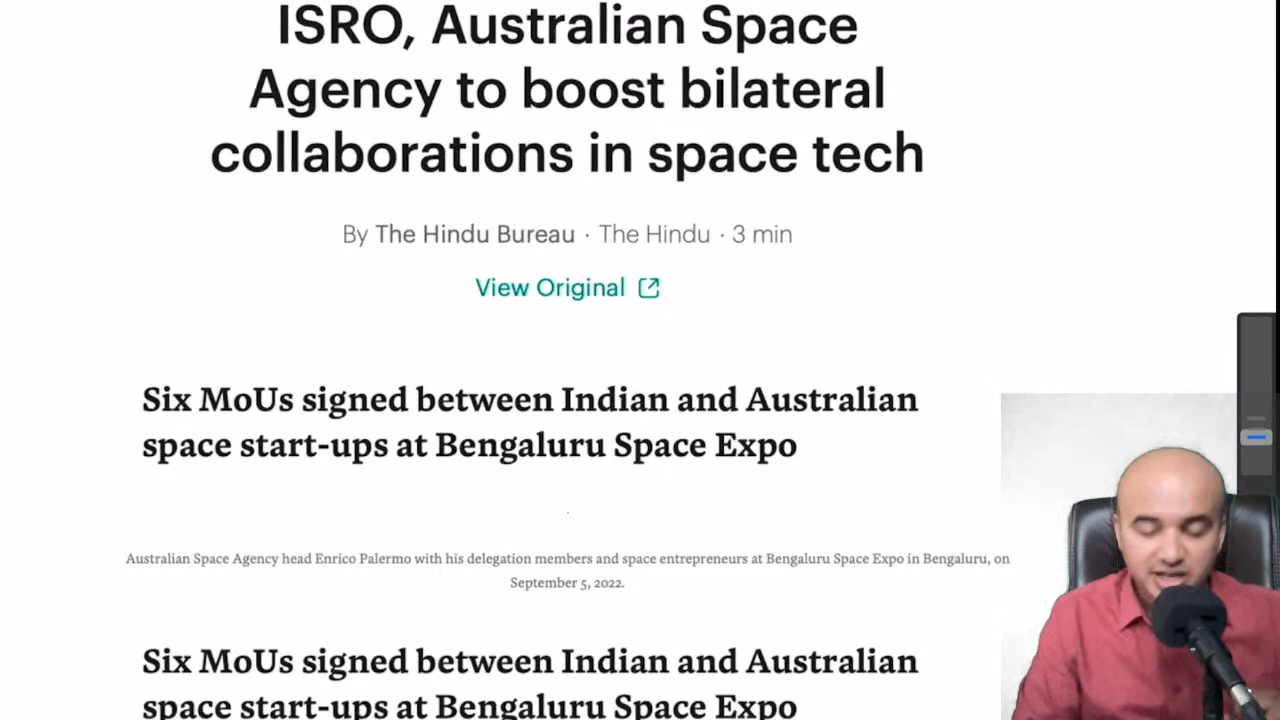 ISRO, Australian Space
Agency to boost bilateral
collaborations in space tech
By The Hindu Bureau · The Hindu · 3 min
View Original
Six MoUs signed between Indian and Australian
space start-ups at Bengaluru Space Expo
Australian Space Agency head Enrico Palermo with his delegation members and space entrepreneurs at Bengaluru Space Expo in Bengaluru, on
September 5, 2022.
Six MoUs signed between Indian and Australian
space start-ups at Bengaluru Space Expo